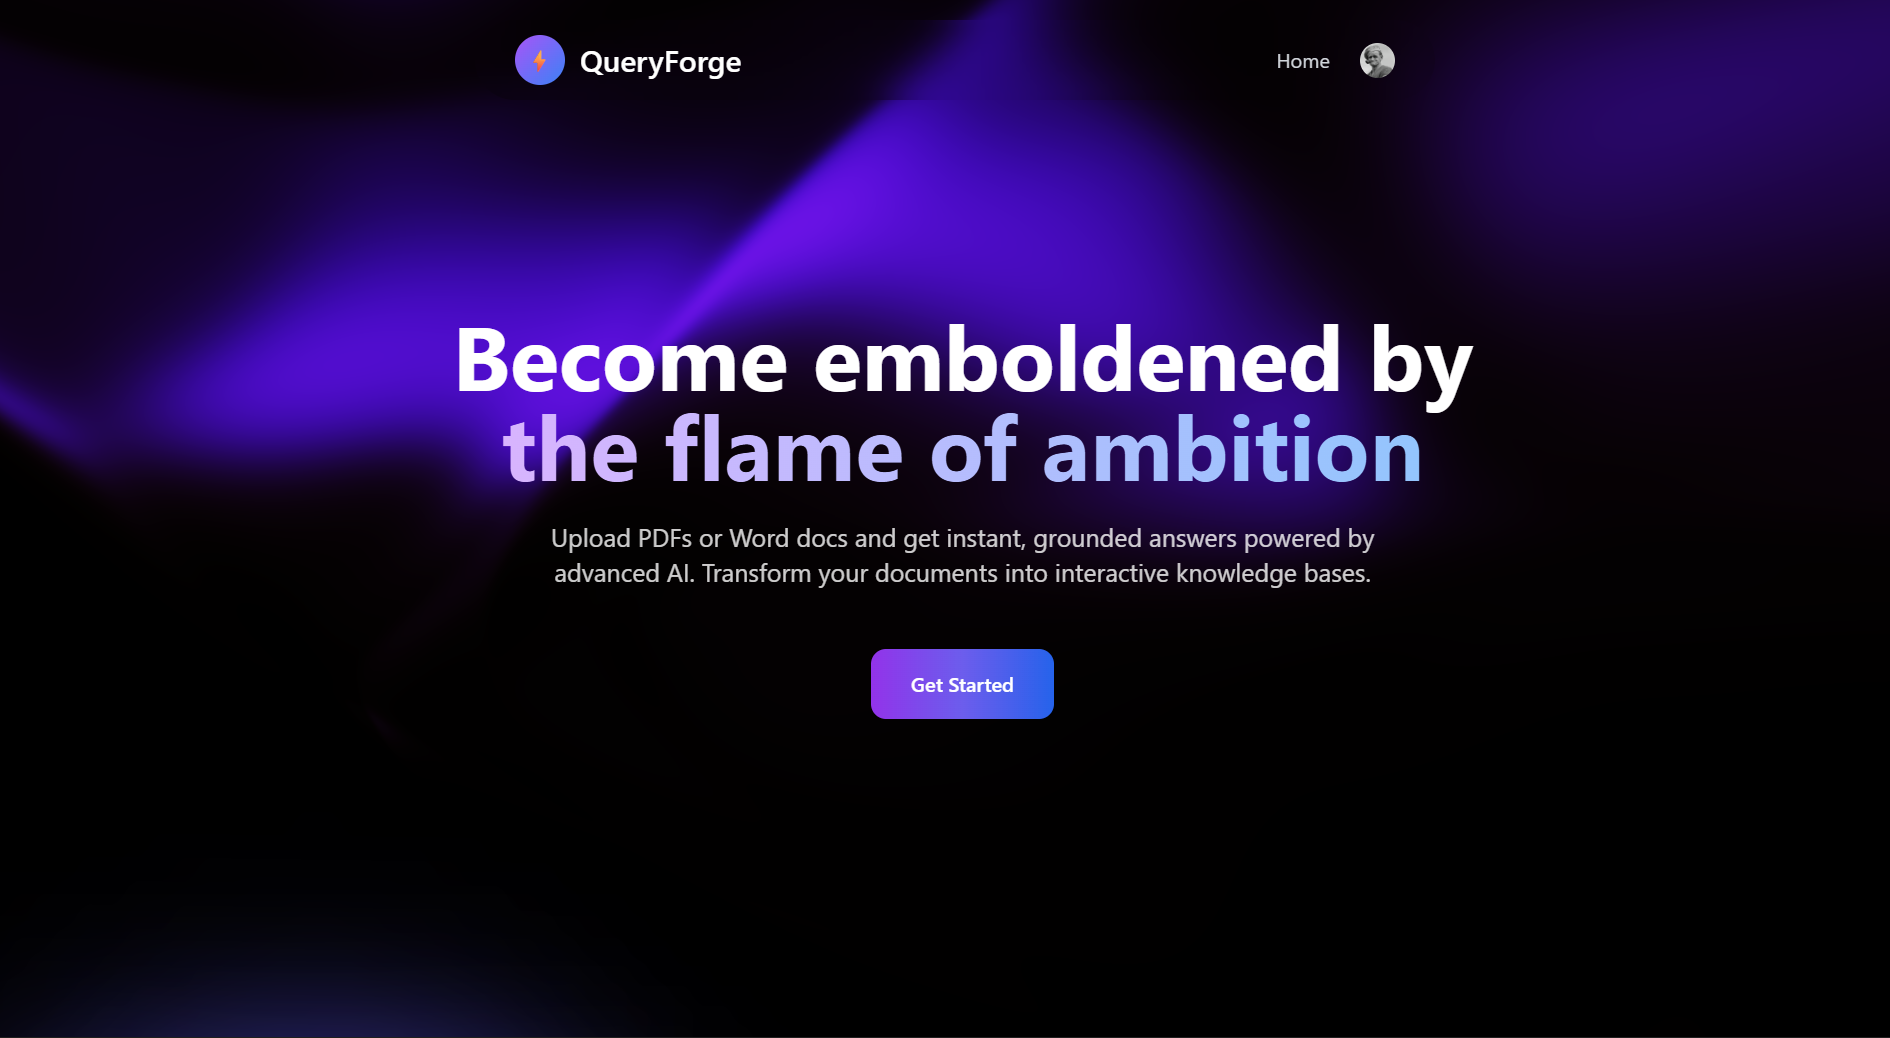 QueryForge
Home
Become emboldened by
the flame of ambition
Upload PDFs or Word docs and get instant, grounded answers powered by
advanced AI. Transform your documents into interactive knowledge bases.
Get Started